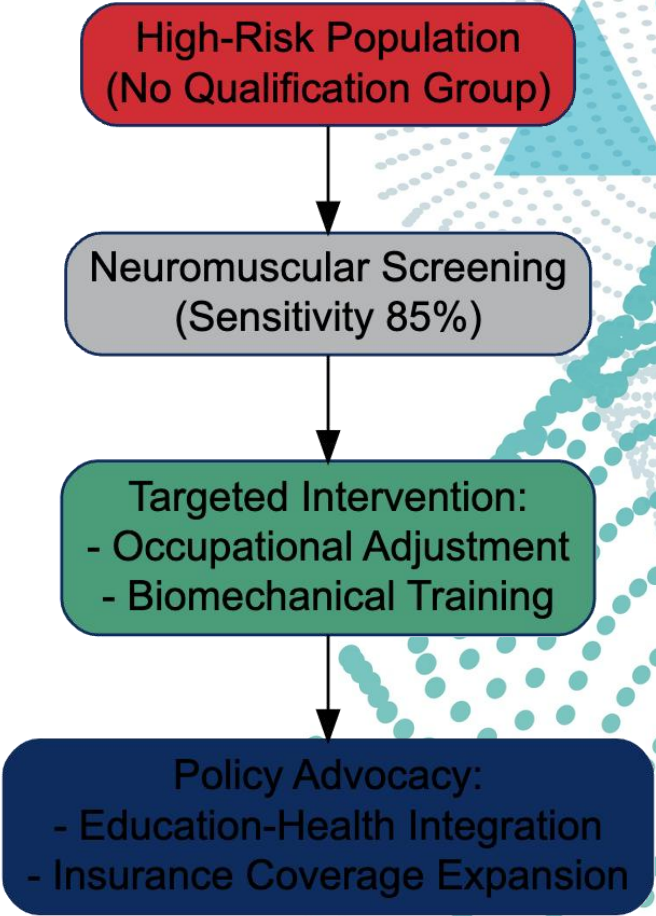 High-Risk Population
(No Qualification Group)
Neuromuscular Screening
(Sensitivity 85%)
Targeted Intervention:
- Occupational Adjustment
- Biomechanical Training
Policy Advocacy:
- Education-Health Integration
- Insurance Coverage Expansion